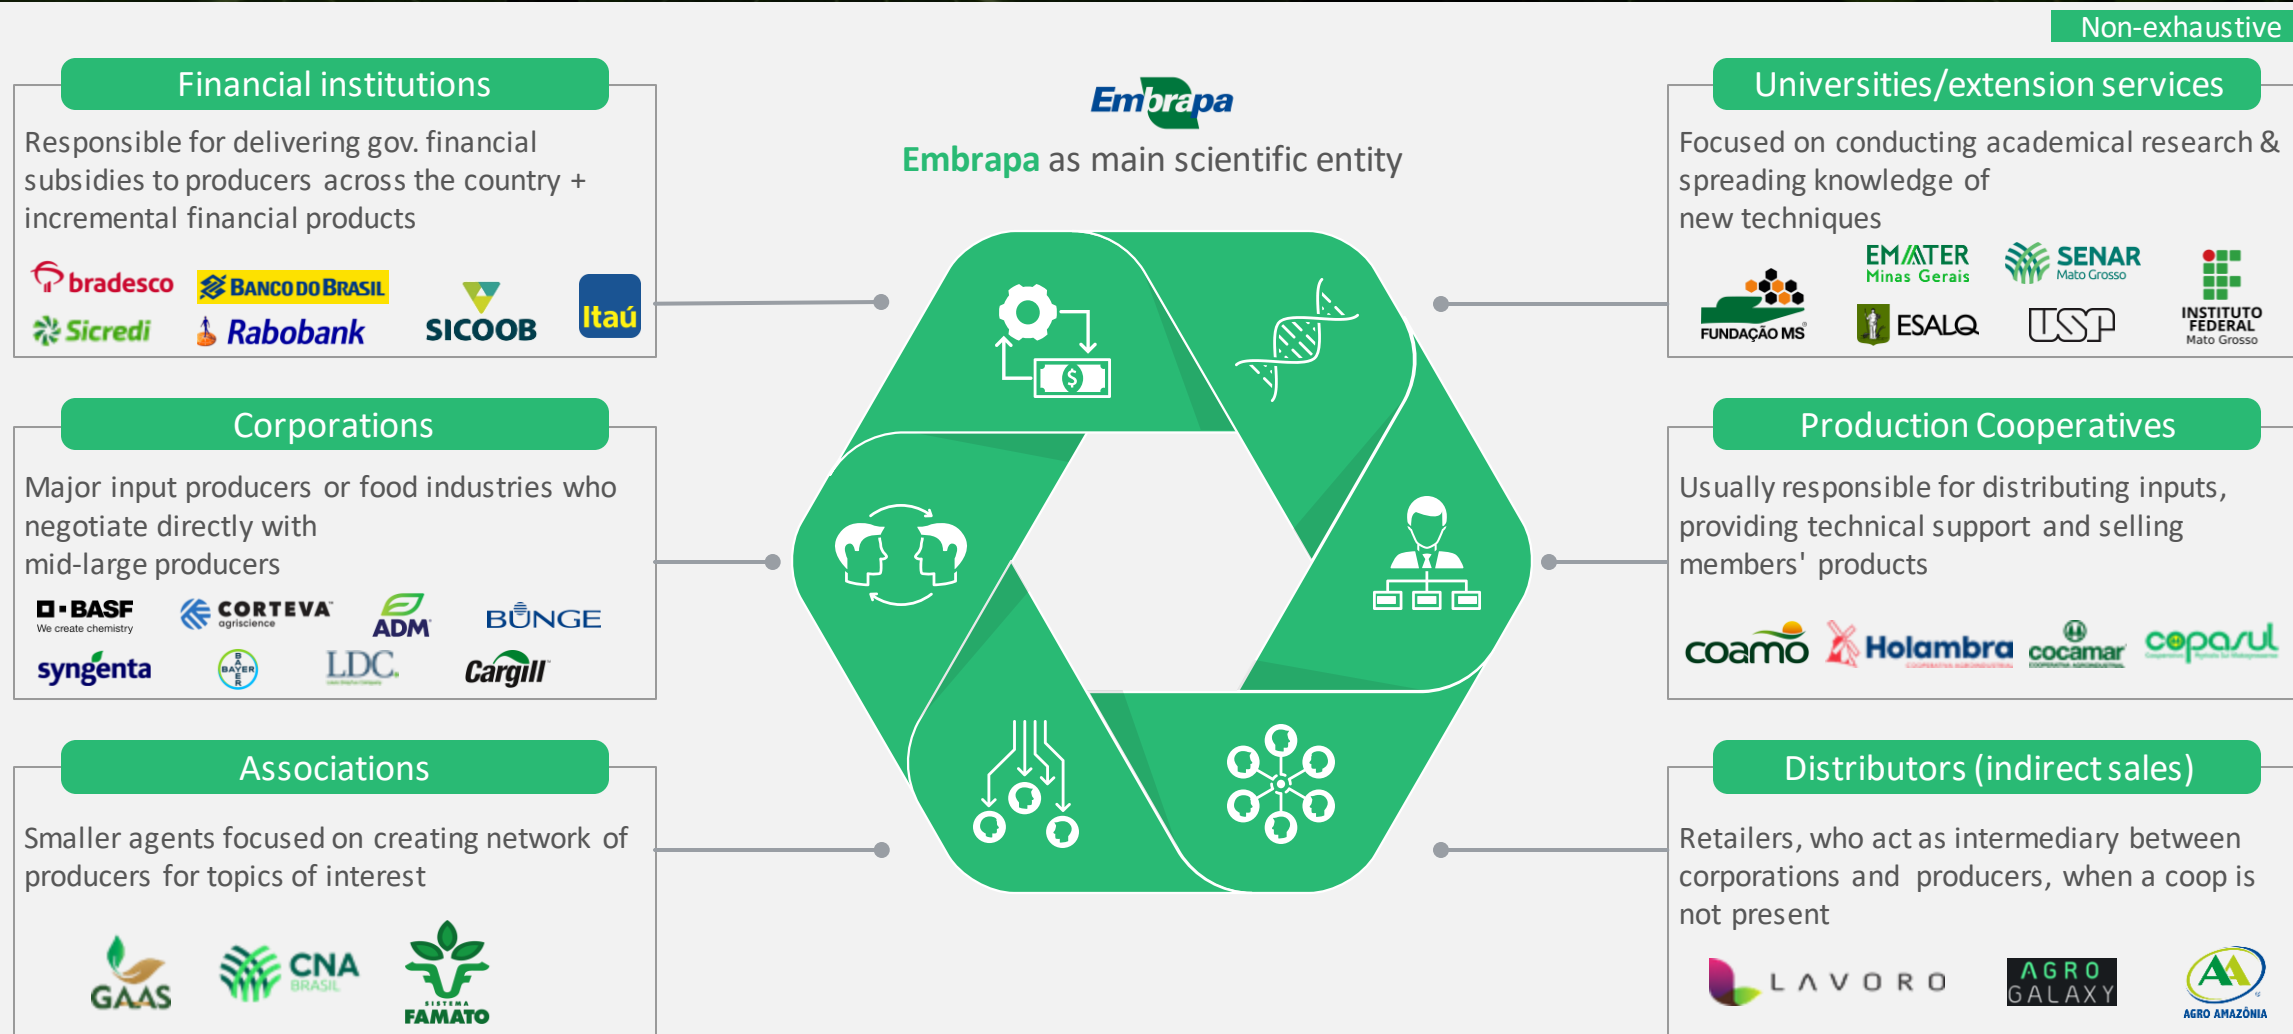 Non-exhaustive
Financial institutions
Responsible for delivering gov. financial
subsidies to producers across the country +
incremental financial products
bradesco
BANCO DO BRASIL
SICOOB
Itaú
Sicredi
Rabobank
Corporations
Major input producers or food industries who
negotiate directly with
mid-large producers
BASF
We create chemistry
CORTEVA™
agriscience
ADM
BUNGE
syngenta
BAYER
BAYER
LDC.
Cargill
Associations
Smaller agents focused on creating network of
producers for topics of interest
GAAS
CNA
BRASIL
SISTEMA
FAMATO
Embrapa
Embrapa as main scientific entity
$
Universities/extension services
Focused on conducting academical research &
spreading knowledge of
new techniques
FUNDAÇÃO MS
EMATER
Minas Gerais
SENAR
Mato Grosso
ESALQ
USP
INSTITUTO
FEDERAL
Mato Grosso
Production Cooperatives
Usually responsible for distributing inputs,
providing technical support and selling
members' products
coamo
Holambra
COOPERATIVA AGROINDUSTRIAL
cocamar
COOPERATIVA AGROINDUSTRIAL
copasul
Distributors (indirect sales)
Retailers, who act as intermediary between
corporations and producers, when a coop is
not present
LAVORO
AGRO
GALAXY
AA
AGRO AMAZÔNIA